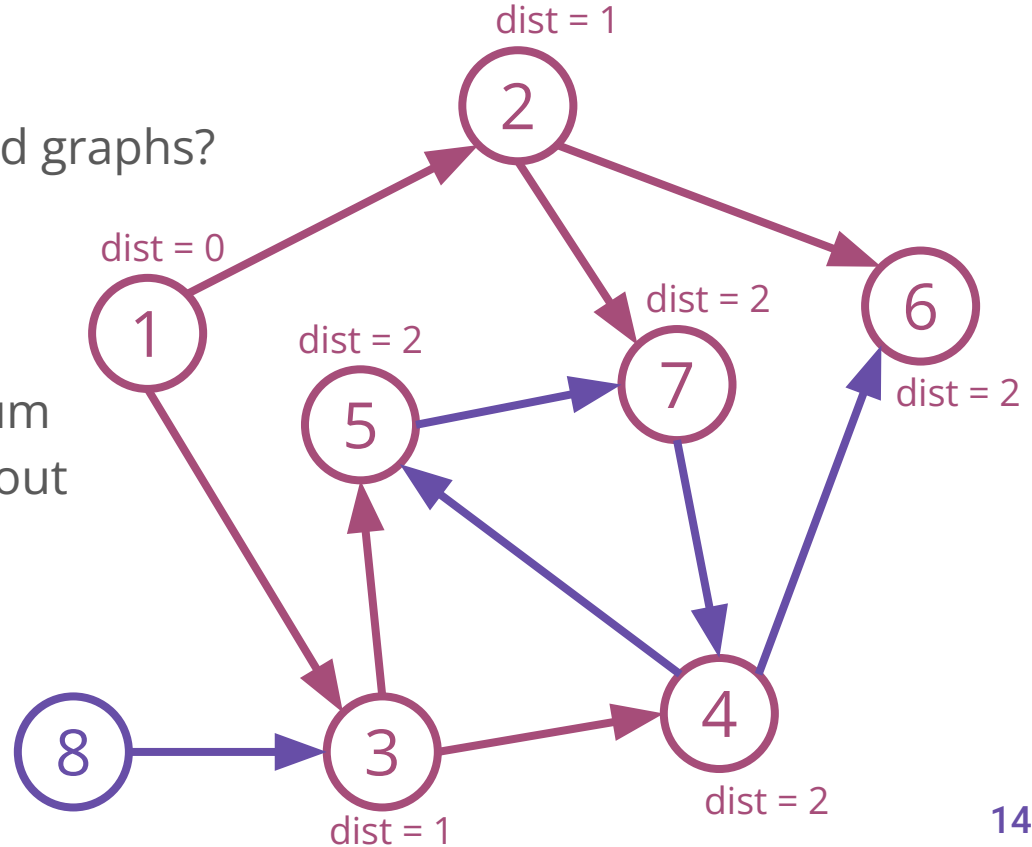 dist = 1
2
d graphs?
dist = 0
1
dist = 2
7
6
dist = 2
dist = 2
5
um
out
8
3
4
dist = 2
dist = 1
14